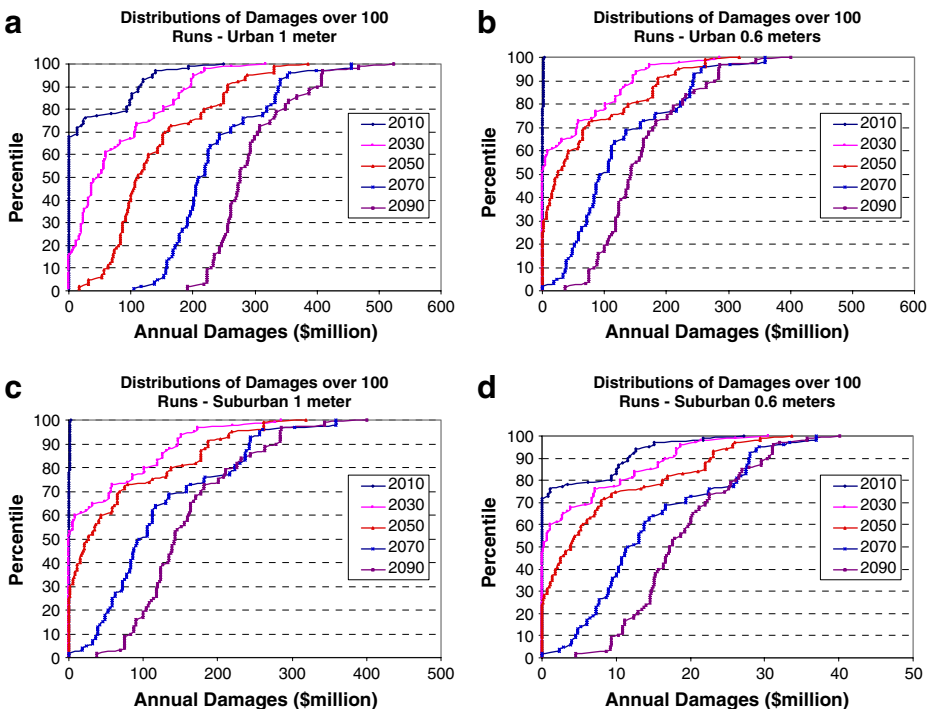 a
Distributions of Damages over 100
Runs - Urban 1 meter
Percentile
100
90
80
70
60
50
40
30
20
10
0
2010
2030
2050
2070
2090
0 100 200 300 400 500 600
Annual Damages ($million)
b
Distributions of Damages over 100
Runs - Urban 0.6 meters
Percentile
100
90
80
70
60
50
40
30
20
10
0
2010
2030
2050
2070
2090
0 100 200 300 400 500 600
Annual Damages ($million)
c
Distributions of Damages over 100
Runs - Suburban 1 meter
Percentile
100
90
80
70
60
50
40
30
20
10
0
2010
2030
2050
2070
2090
0 100 200 300 400 500
Annual Damages ($million)
d
Distributions of Damages over 100
Runs - Suburban 0.6 meters
Percentile
100
90
80
70
60
50
40
30
20
10
0
2010
2030
2050
2070
2090
0 10 20 30 40 50
Annual Damages ($million)